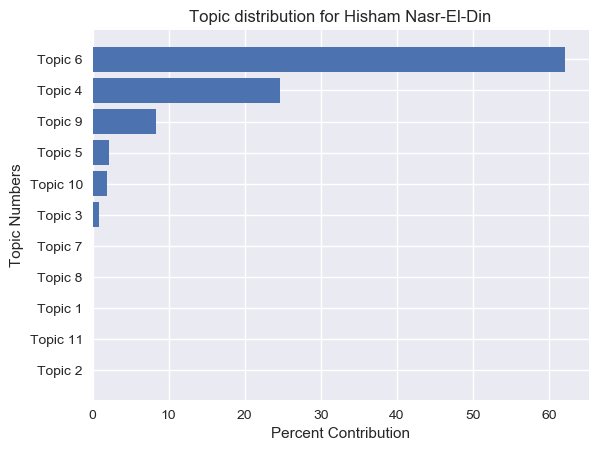 Topic distribution for Hisham Nasr-El-Din
Topic Numbers
Topic 6
Topic 4
Topic 9
Topic 5
Topic 10
Topic 3
Topic 7
Topic 8
Topic 1
Topic 11
Topic 2
0 10 20 30 40 50 60
Percent Contribution